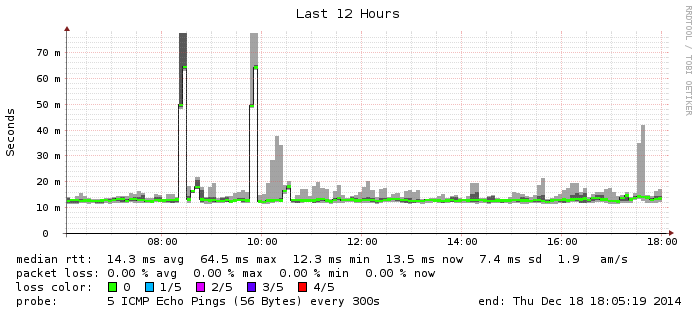 Last 12 Hours
RRDTOOL / TOBI OETIKER
Seconds
70 m
60 m
50 m
40 m
30 m
20 m
10 m
0
08:00 10:00 12:00 14:00 16:00 18:00
median rtt: 14.3 ms avg 64.5 ms max 12.3 ms min 13.5 ms now 7.4 ms sd 1.9 am/s
packet loss: 0.00 % avg 0.00 % max 0.00 % min 0.00 % now
loss color: 0 1/5 2/5 3/5 4/5
probe: 5 ICMP Echo Pings (56 Bytes) every 300s end: Thu Dec 18 18:05:19 2014